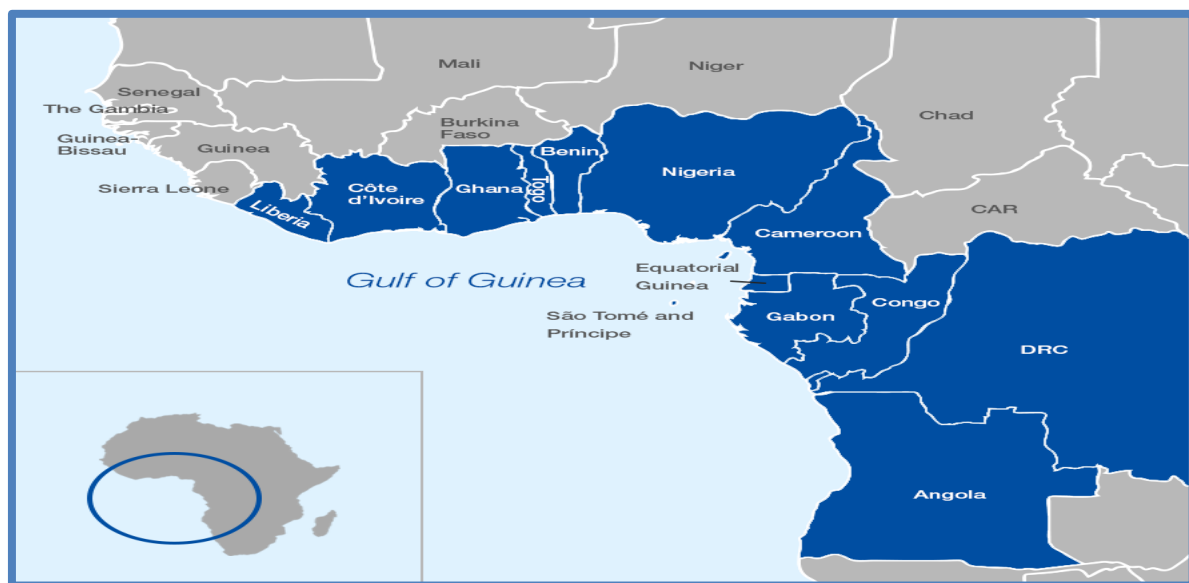 Mali
Niger
Senegal
The Gambia
Chad
Burkina
Faso
Guinea-
Bissau
Guinea
Benin
Nigeria
Sierra Leone
Côte
d'Ivoire
Ghana
Togo
Liberia
CAR
Cameroon
Gulf of Guinea
Equatorial
Guinea
Congo
São Tomé and
Príncipe
Gabon
DRC
Angola